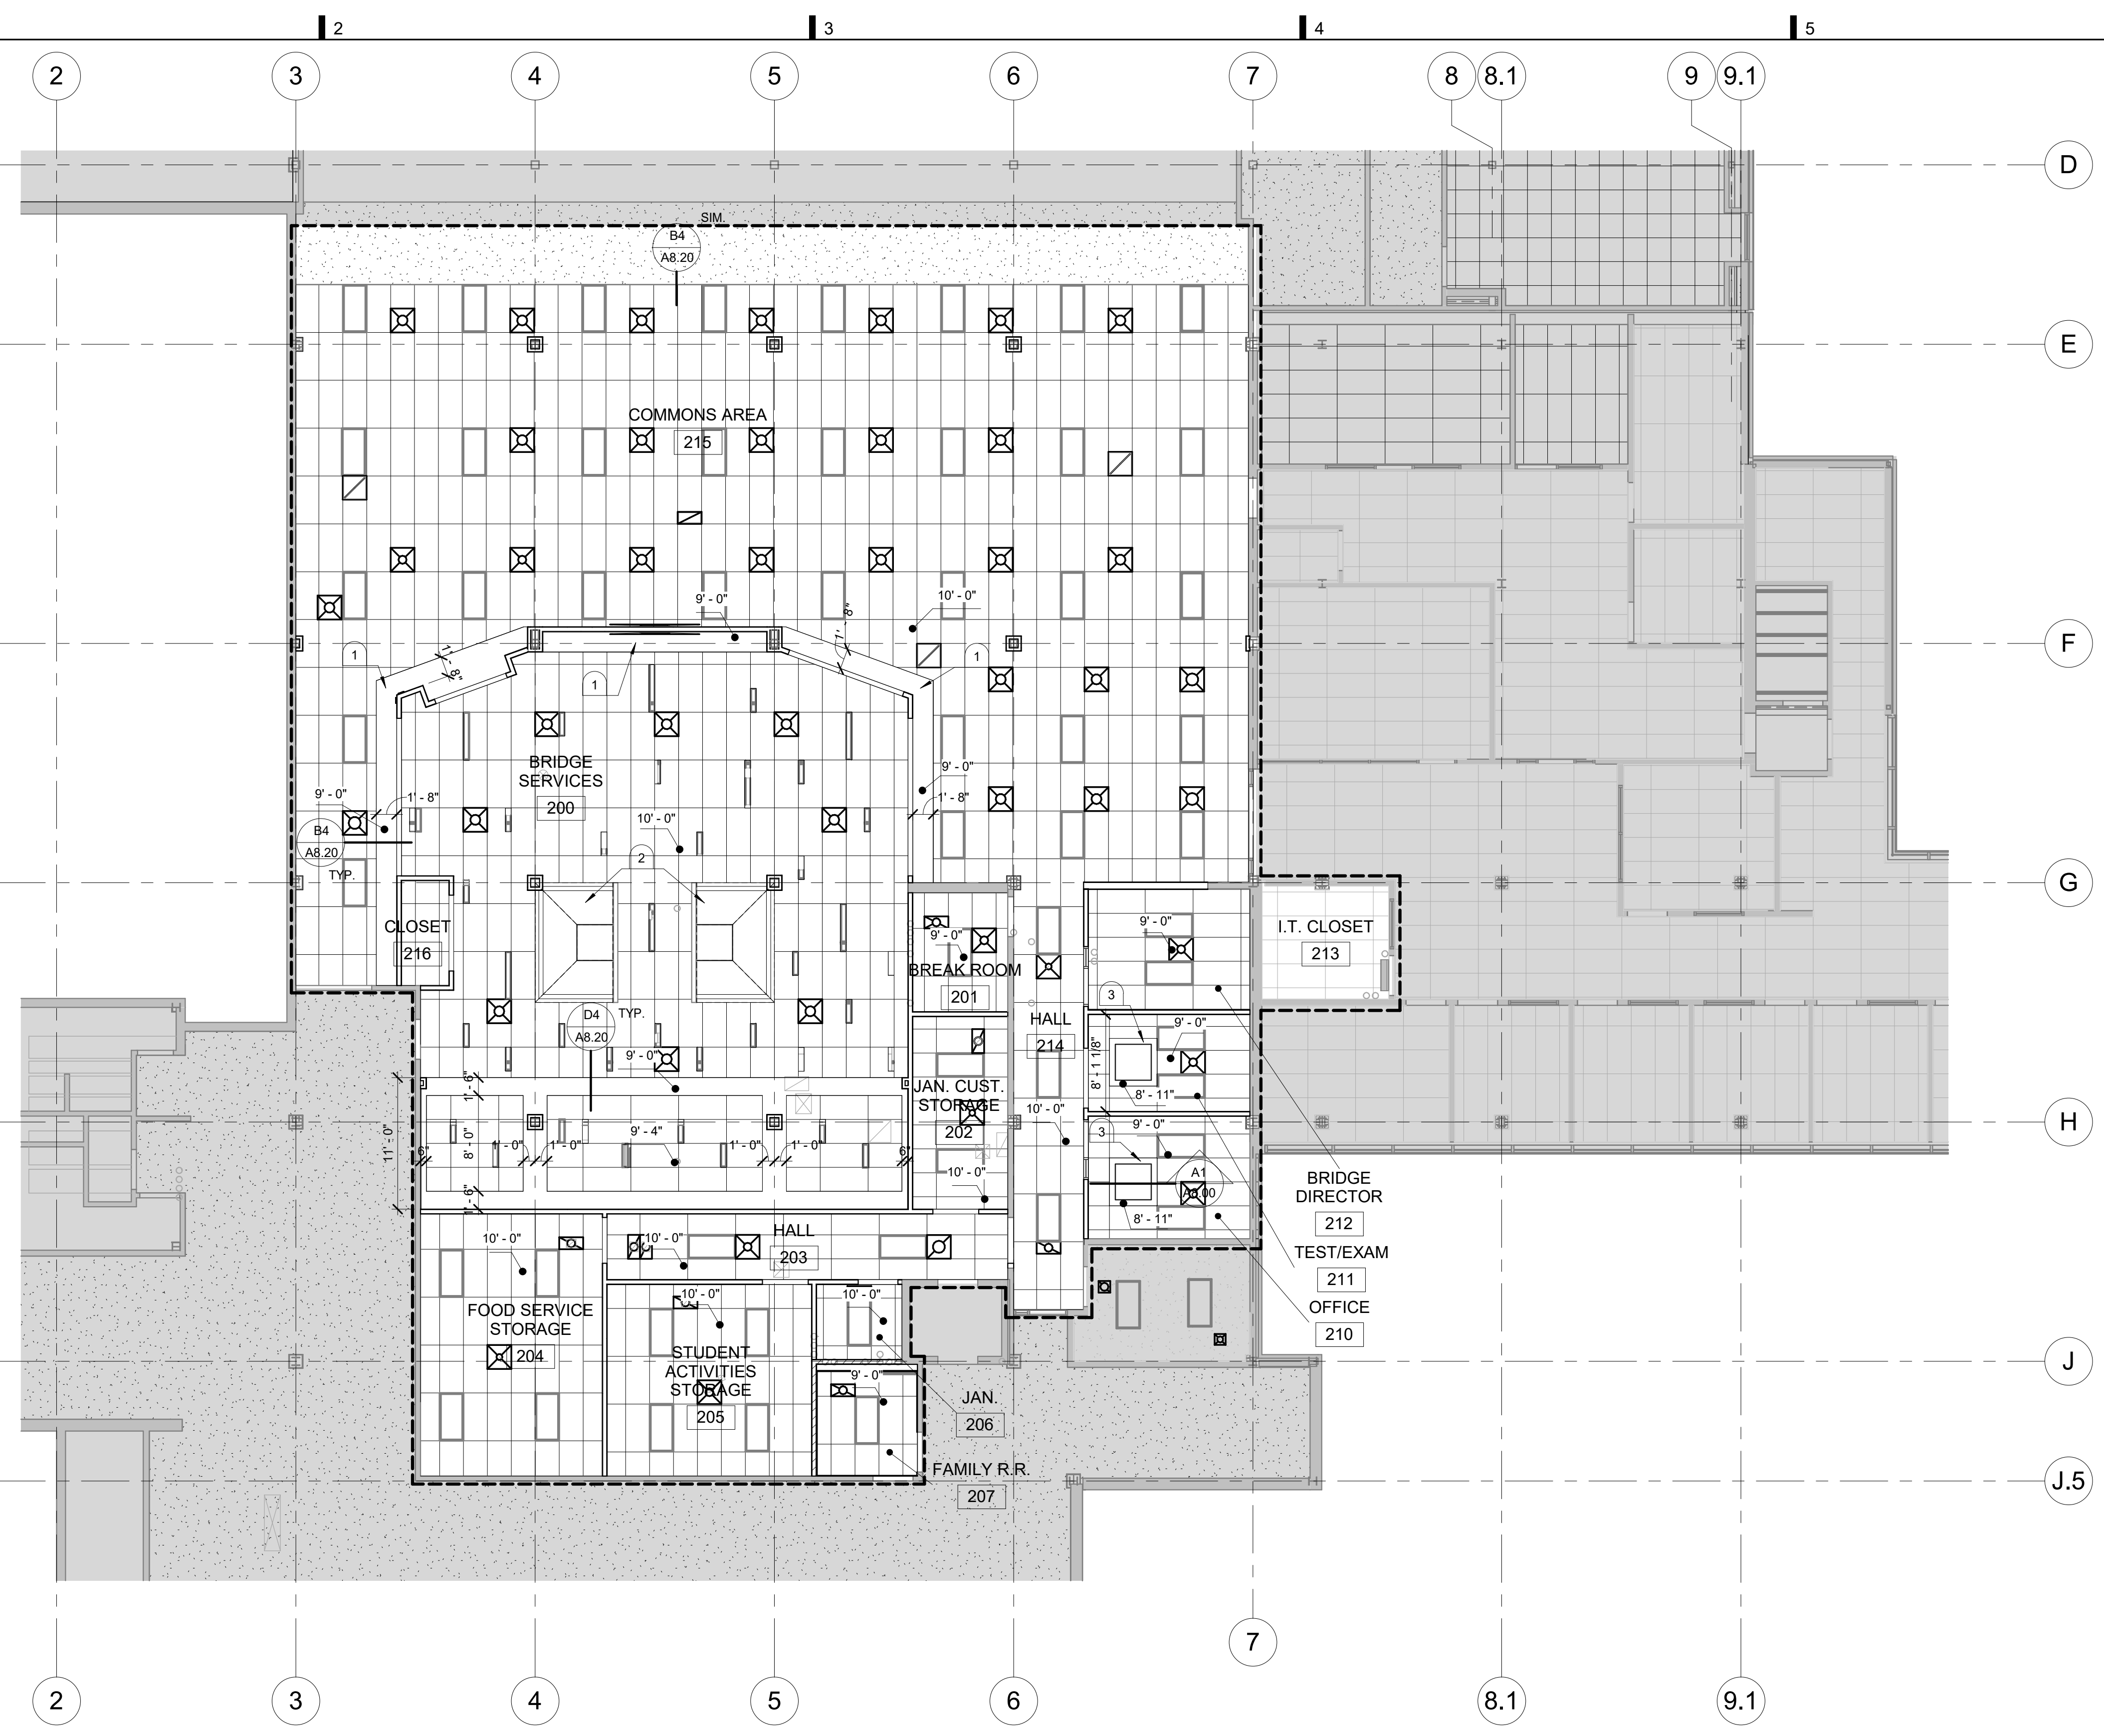 2
3
4
5
2
3
4
5
6
7
8
8.1
9
9.1
D
SIM.
B4
A8.20
E
COMMONS AREA
215
9' - 0"
10' - 0"
1' - 8"
F
1
1' - 8"
1
1
BRIDGE
SERVICES
200
9' - 0"
1' - 8"
9' - 0"
1' - 8"
10' - 0"
B4
A8.20
TYP.
2
G
CLOSET
216
9' - 0"
BREAK ROOM
201
9' - 0"
I.T. CLOSET
213
3
D4
A8.20
TYP.
9' - 0"
HALL
214
9' - 0"
8' - 1 1/8"
8' - 11"
1' - 6"
JAN. CUST.
STORAGE
202
10' - 0"
H
11' - 0"
8' - 0"
6"
1' - 0"
1' - 0"
9' - 4"
1' - 0"
1' - 0"
6"
1' - 6"
10' - 0"
3
9' - 0"
A1
A8.00
8' - 11"
BRIDGE
DIRECTOR
212
TEST/EXAM
211
OFFICE
210
10' - 0"
10' - 0"
HALL
203
10' - 0"
10' - 0"
FOOD SERVICE
STORAGE
204
STUDENT
ACTIVITIES
STORAGE
205
9' - 0"
J
JAN.
206
FAMILY R.R.
207
J.5
7
2
3
4
5
6
8.1
9.1